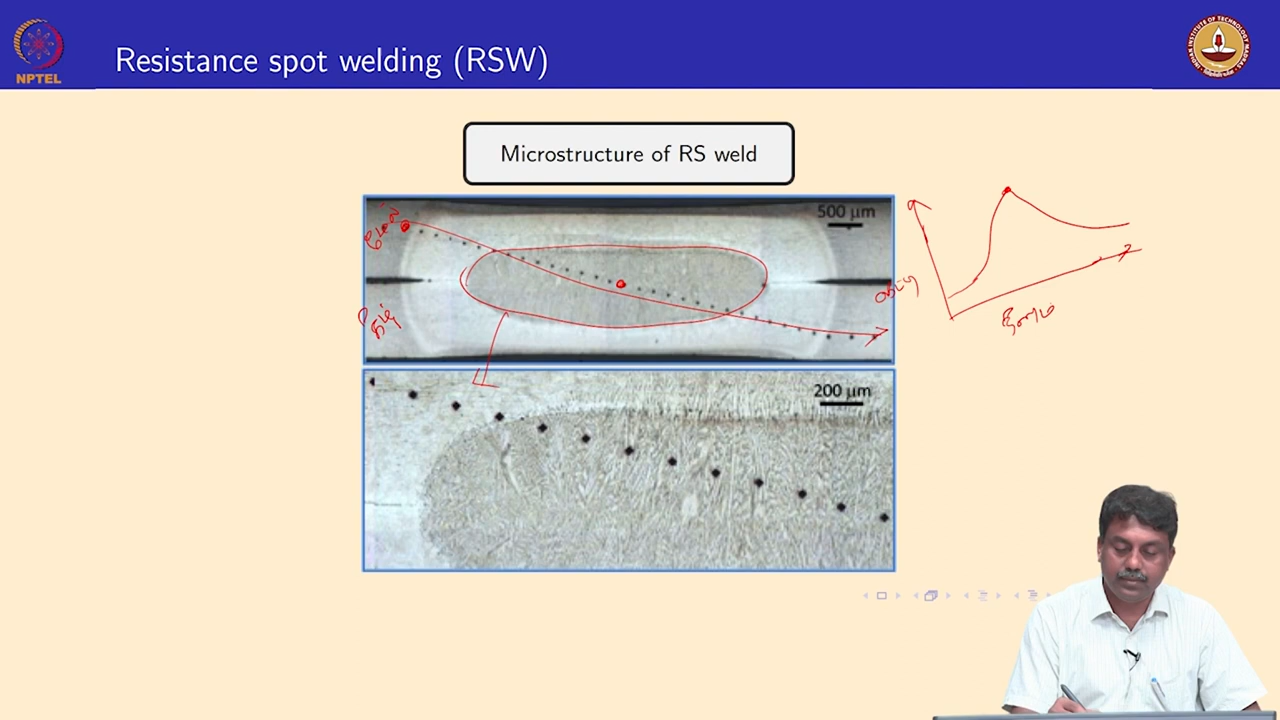 NPTEL
Resistance spot welding (RSW)
Microstructure of RS weld
500 μm
200 μm